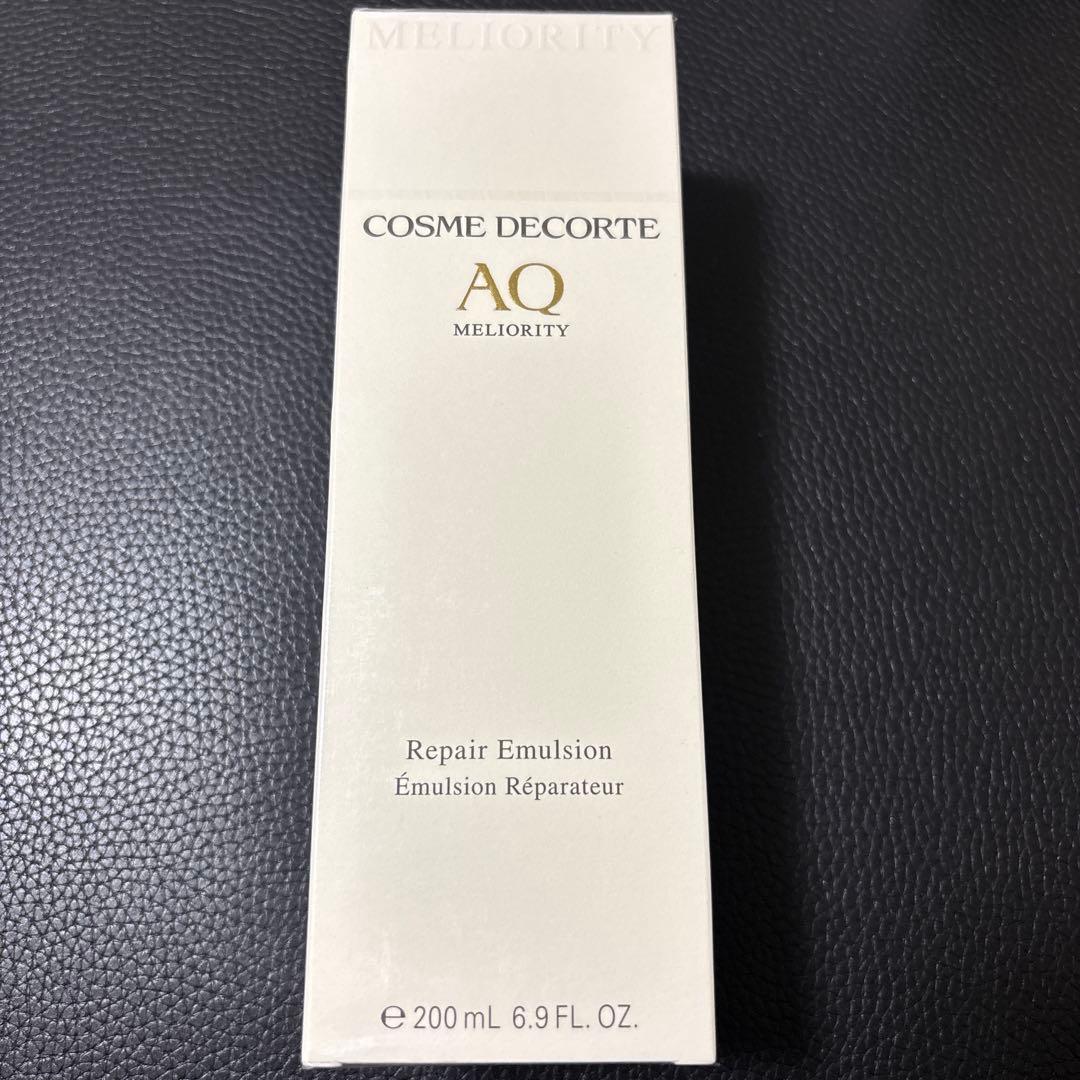 MELIORITY
COSME DECORTE
AQ
MELIORITY
Repair Emulsion
Émulsion Réparateur
℮ 200 mL 6.9 FL. OZ.